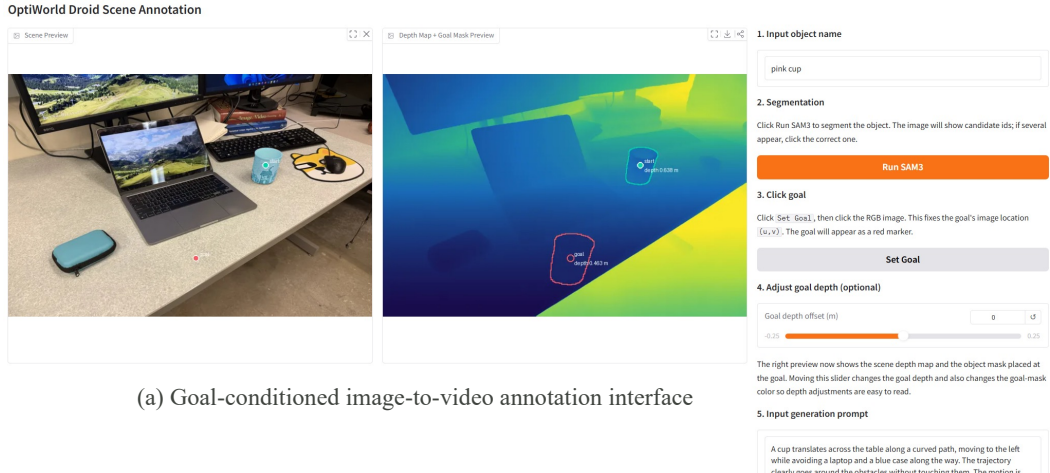 OptiWorld Droid Scene Annotation
Scene Preview
start
goal
Depth Map + Goal Mask Preview
start
depth 0.638 m
goal
depth 0.463 m
(a) Goal-conditioned image-to-video annotation interface
1. Input object name
pink cup
2. Segmentation
Click Run SAM3 to segment the object. The image will show candidate ids; if several
appear, click the correct one.
Run SAM3
3. Click goal
Click Set Goal, then click the RGB image. This fixes the goal's image location
(u,v). The goal will appear as a red marker.
Set Goal
4. Adjust goal depth (optional)
Goal depth offset (m)
0
-0.25
0.25
The right preview now shows the scene depth map and the object mask placed at
the goal. Moving this slider changes the goal depth and also changes the goal-mask
color so depth adjustments are easy to read.
5. Input generation prompt
A cup translates across the table along a curved path, moving to the left
while avoiding a laptop and a blue case along the way. The trajectory
clearly goes around the obstacles without touching them. The motion is